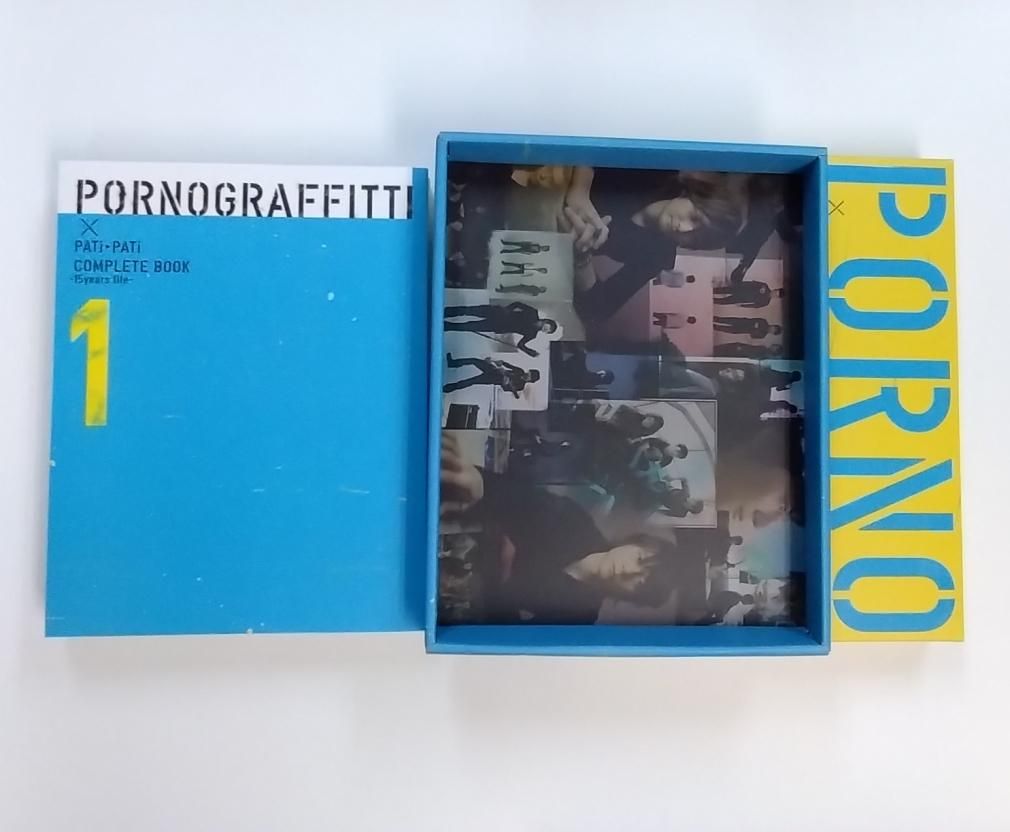 PORNOGRAFFITTI
×
PATi▸PATi
COMPLETE BOOK
-15years file-
1
×
PORNO